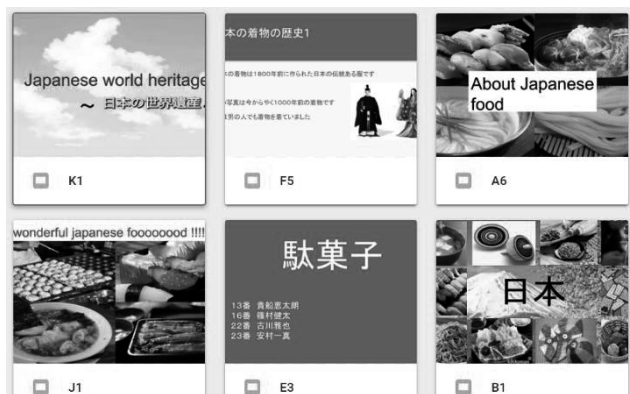 Japanese world heritage
～ 日本の世界遺産
K1
本の着物の歴史1
の着物は1800年前に作られた日本の伝統ある服です
の写真は今からやく1000年前の着物です
男の人でも着物を着ていました
F5
About Japanese
food
A6
wonderful japanese foooooood !!!!
J1
駄菓子
13番 貴船恵太朗
16番 篠村健太
22番 古川雅也
23番 安村一真
E3
日本
B1